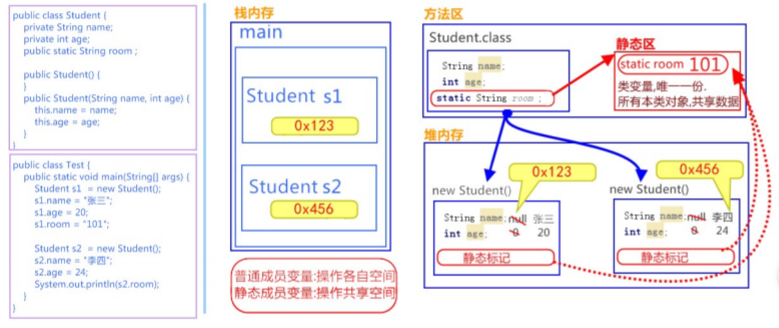 public class Student {
private String name;
private int age;
public static String room ;
public Student() {
}
public Student(String name, int age) {
this.name = name;
this.age = age;
}
}
public class Test {
public static void main(String[] args) {
Student s1 = new Student();
s1.name = "张三";
s1.age = 20;
s1.room = "101";
Student s2 = new Student();
s2.name = "李四";
s2.age = 24;
System.out.println(s2.room);
}
}
栈内存
main
Student s1
0x123
Student s2
0x456
普通成员变量:操作各自空间
静态成员变量:操作共享空间
方法区
Student.class
String name;
int age;
static String room ;
静态区
static room 101
类变量,唯一一份.
所有本类对象,共享数据
堆内存
0x123
new Student()
String name:null 张三
int age; 0 20
静态标记
0x456
new Student()
String name:null 李四
int age; 0 24
静态标记